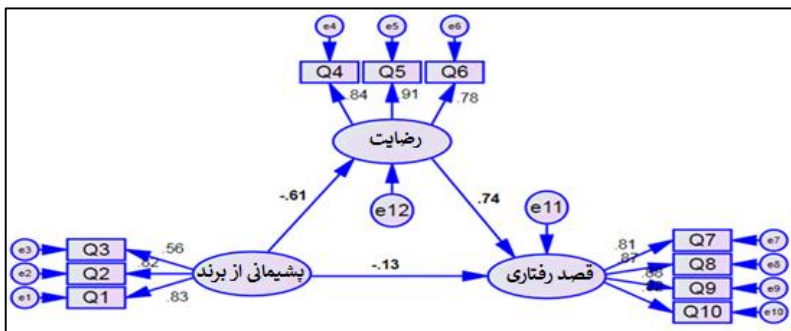 e4 e5 e6
Q4 Q5 Q6
.84 .91 .78
رضایت
-.61 e12 .74 e11
e3 Q3 .56
e2 Q2 .82
e1 Q1 .83
پشیمانی از برند
-.13
قصد رفتاری
.81 Q7 e7
.87 Q8 e8
Q9 e9
Q10 e10